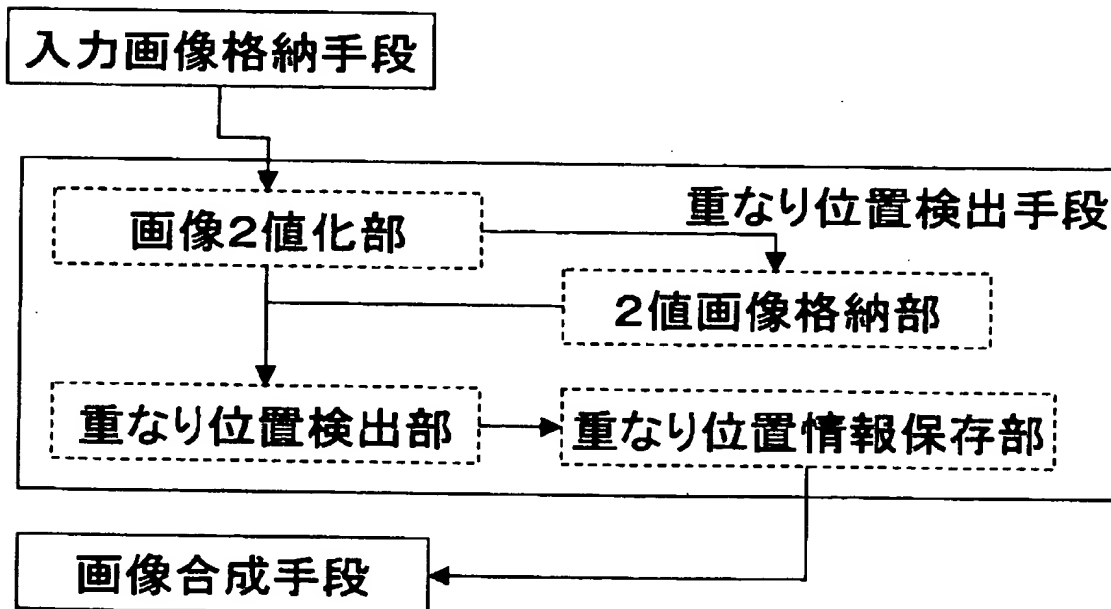 入力画像格納手段
重なり位置検出手段
画像2値化部
2値画像格納部
重なり位置検出部
重なり位置情報保存部
画像合成手段